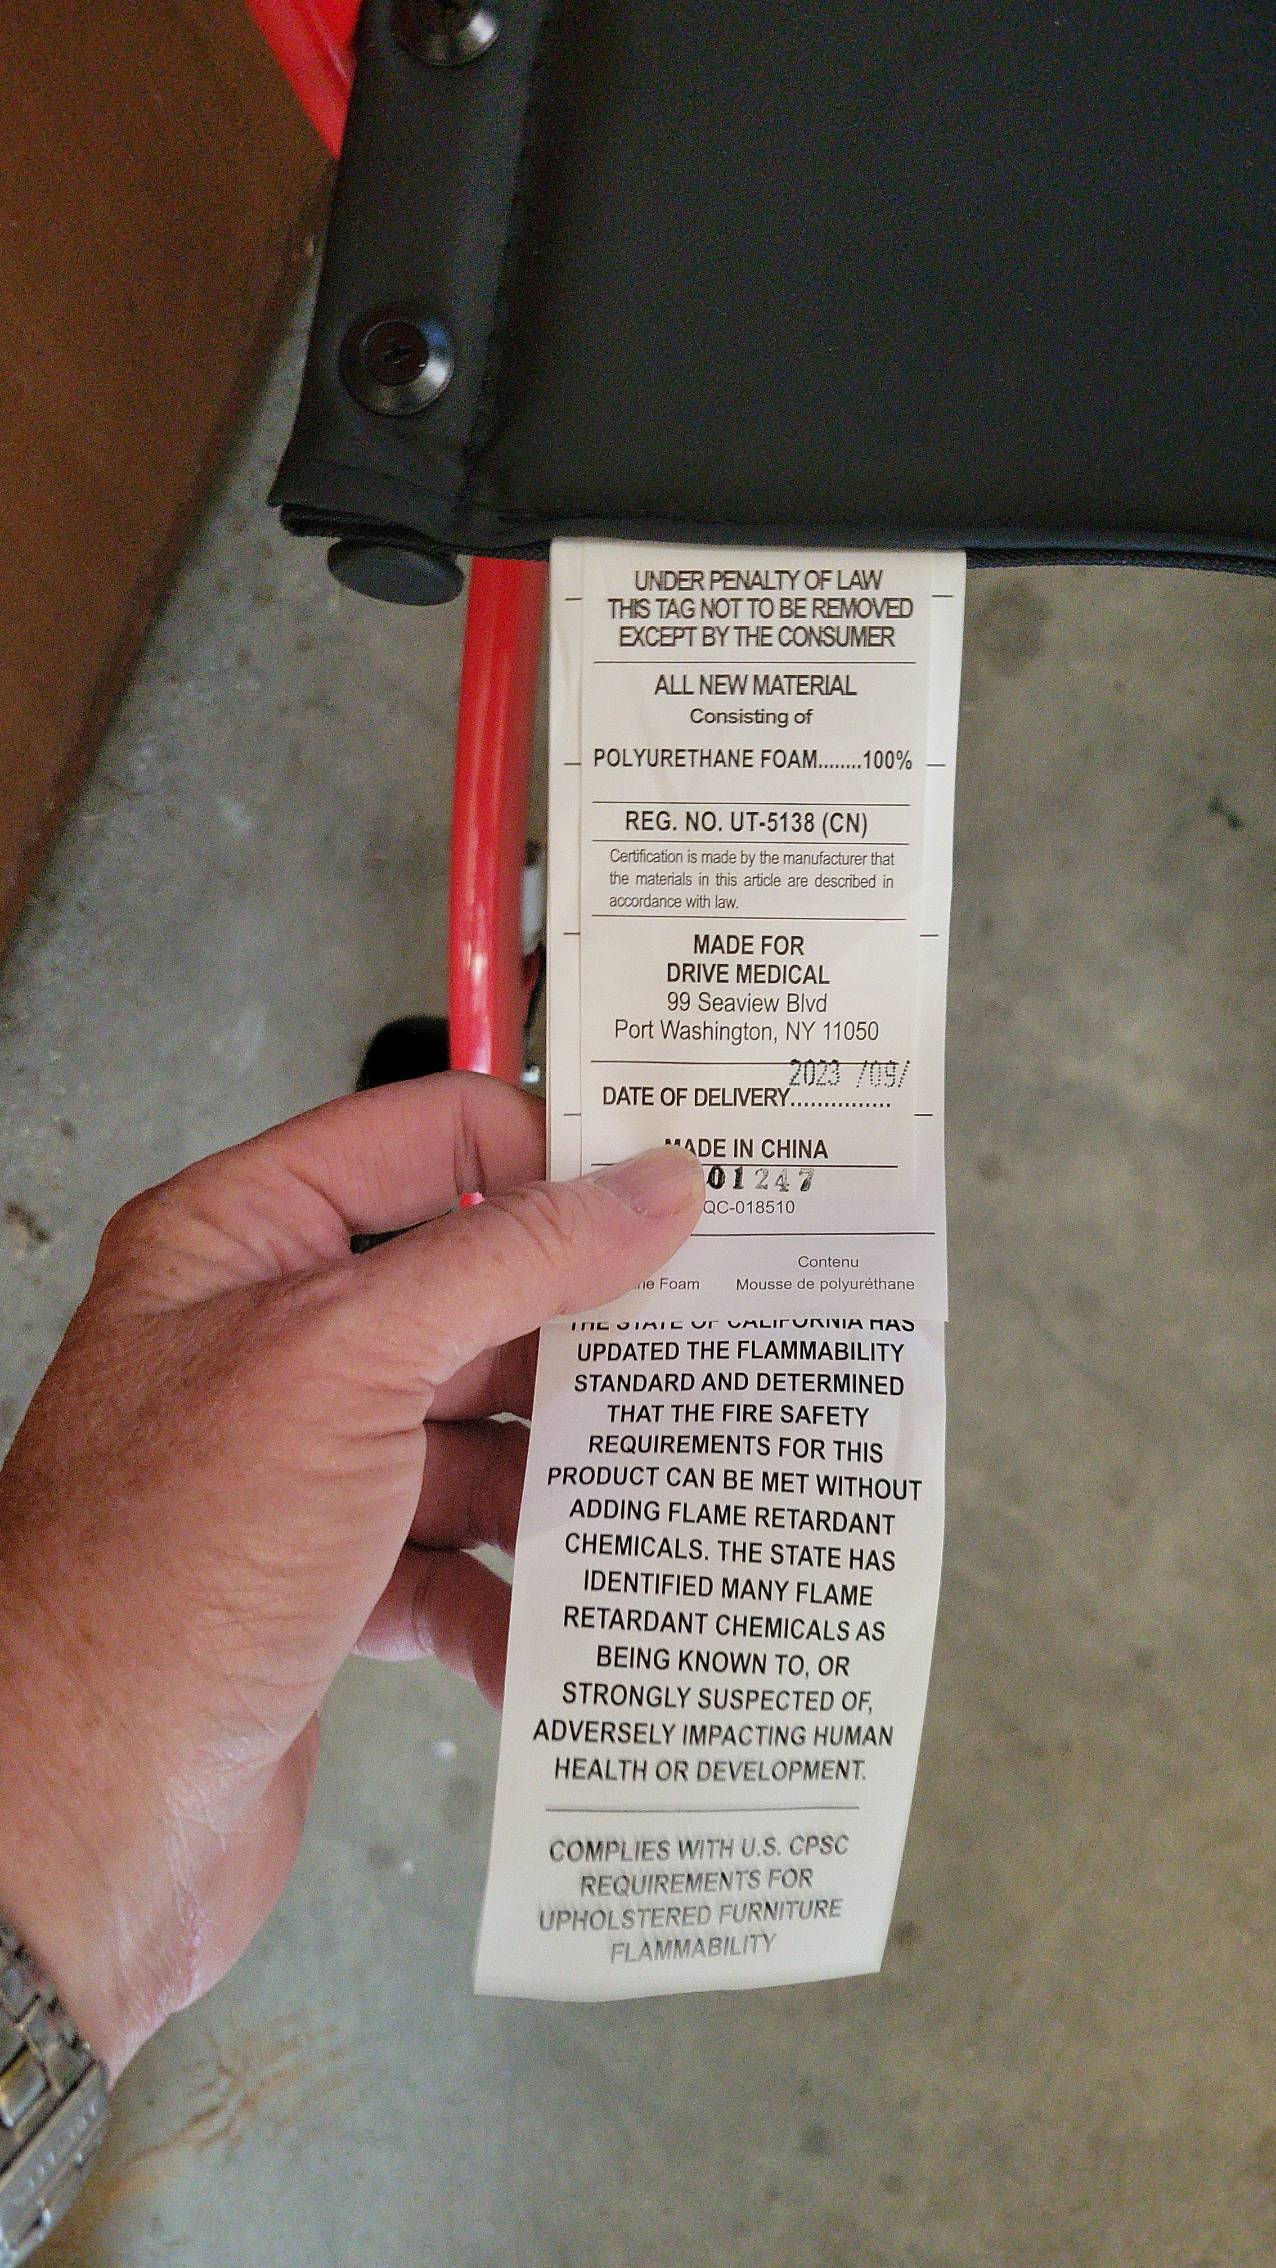 UNDER PENALTY OF LAW
THIS TAG NOT TO BE REMOVED
EXCEPT BY THE CONSUMER
ALL NEW MATERIAL
Consisting of
POLYURETHANE FOAM........100%
REG. NO. UT-5138 (CN)
Certification is made by the manufacturer that
the materials in this article are described in
accordance with law.
MADE FOR
DRIVE MEDICAL
99 Seaview Blvd
Port Washington, NY 11050
2023 /09/
DATE OF DELIVERY...............
MADE IN CHINA
01247
QC-018510
Contenu
Foam Mousse de polyuréthane
THE STATE OF CALIFORNIA HAS
UPDATED THE FLAMMABILITY
STANDARD AND DETERMINED
THAT THE FIRE SAFETY
REQUIREMENTS FOR THIS
PRODUCT CAN BE MET WITHOUT
ADDING FLAME RETARDANT
CHEMICALS. THE STATE HAS
IDENTIFIED MANY FLAME
RETARDANT CHEMICALS AS
BEING KNOWN TO, OR
STRONGLY SUSPECTED OF,
ADVERSELY IMPACTING HUMAN
HEALTH OR DEVELOPMENT.
COMPLIES WITH U.S. CPSC
REQUIREMENTS FOR
UPHOLSTERED FURNITURE
FLAMMABILITY